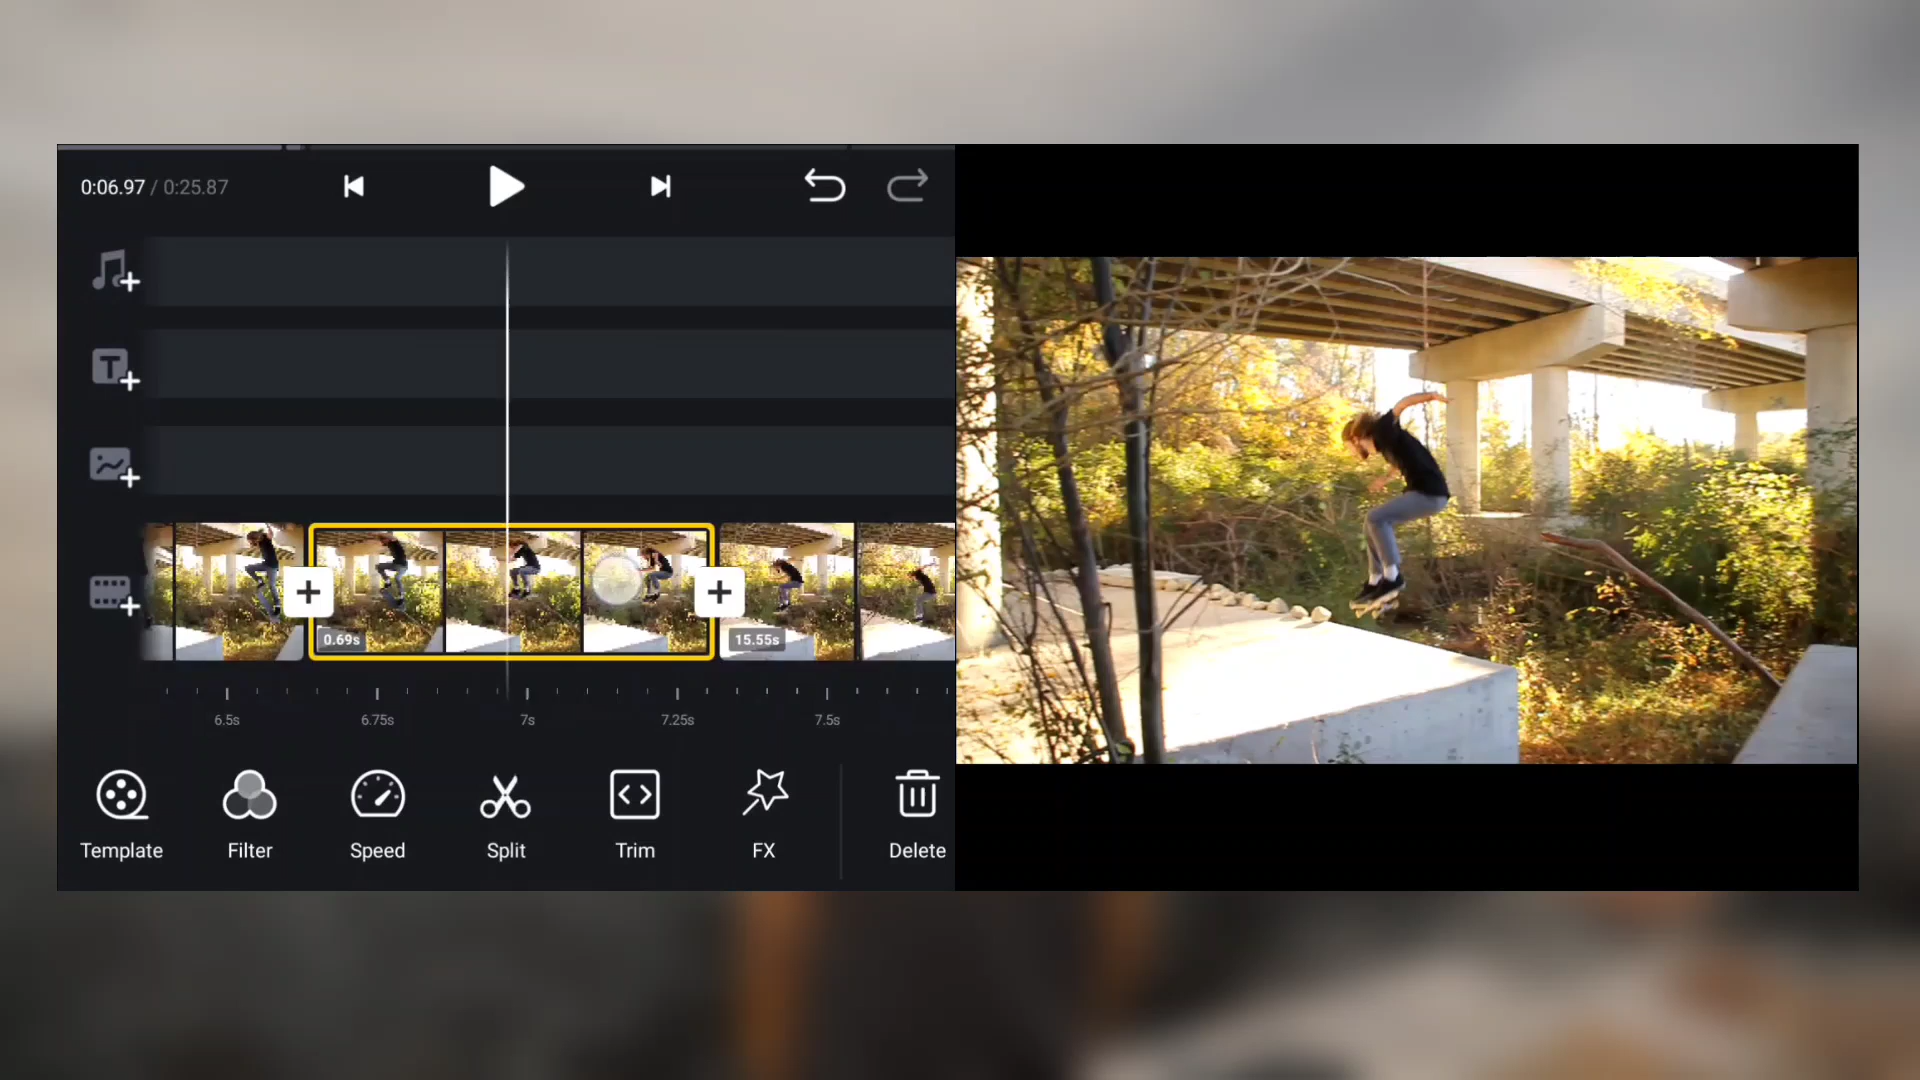 0:06.97 / 0:25.87
T
0.69s
15.55s
6.5s 6.75s 7s 7.25s 7.5s
Template Filter Speed Split Trim FX Delete